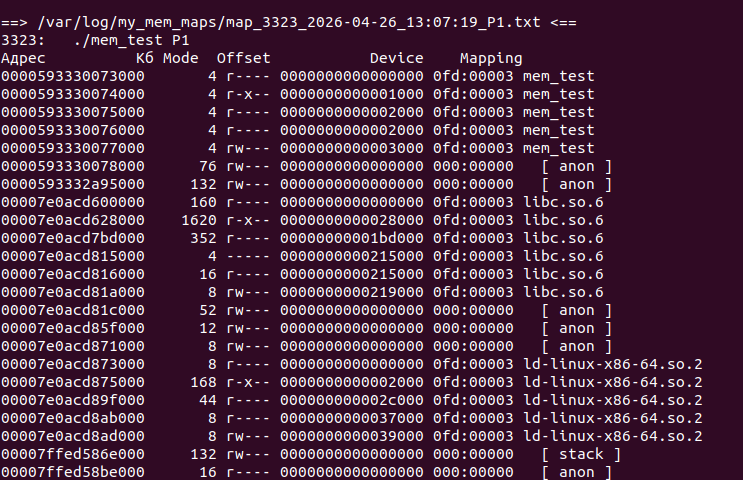 ==> /var/log/my_mem_maps/map_3323_2026-04-26_13:07:19_P1.txt <==
3323:   ./mem_test P1
Адрес           Кб Mode  Offset           Device    Mapping
0000593330073000       4 r---- 0000000000000000 0fd:00003 mem_test
0000593330074000       4 r-x-- 0000000000001000 0fd:00003 mem_test
0000593330075000       4 r---- 0000000000002000 0fd:00003 mem_test
0000593330076000       4 r---- 0000000000002000 0fd:00003 mem_test
0000593330077000       4 rw--- 0000000000003000 0fd:00003 mem_test
0000593330078000      76 rw--- 0000000000000000 000:00000   [ anon ]
0000593332a95000     132 rw--- 0000000000000000 000:00000   [ anon ]
00007e0acd600000     160 r---- 0000000000000000 0fd:00003 libc.so.6
00007e0acd628000    1620 r-x-- 0000000000028000 0fd:00003 libc.so.6
00007e0acd7bd000     352 r---- 00000000001bd000 0fd:00003 libc.so.6
00007e0acd815000       4 ----- 0000000000215000 0fd:00003 libc.so.6
00007e0acd816000      16 r---- 0000000000215000 0fd:00003 libc.so.6
00007e0acd81a000       8 rw--- 0000000000219000 0fd:00003 libc.so.6
00007e0acd81c000      52 rw--- 0000000000000000 000:00000   [ anon ]
00007e0acd85f000      12 rw--- 0000000000000000 000:00000   [ anon ]
00007e0acd871000       8 rw--- 0000000000000000 000:00000   [ anon ]
00007e0acd873000       8 r---- 0000000000000000 0fd:00003 ld-linux-x86-64.so.2
00007e0acd875000     168 r-x-- 0000000000002000 0fd:00003 ld-linux-x86-64.so.2
00007e0acd89f000      44 r---- 000000000002c000 0fd:00003 ld-linux-x86-64.so.2
00007e0acd8ab000       8 r---- 0000000000037000 0fd:00003 ld-linux-x86-64.so.2
00007e0acd8ad000       8 rw--- 0000000000039000 0fd:00003 ld-linux-x86-64.so.2
00007ffed586e000     132 rw--- 0000000000000000 000:00000   [ stack ]
00007ffed58be000      16 r---- 0000000000000000 000:00000   [ anon ]